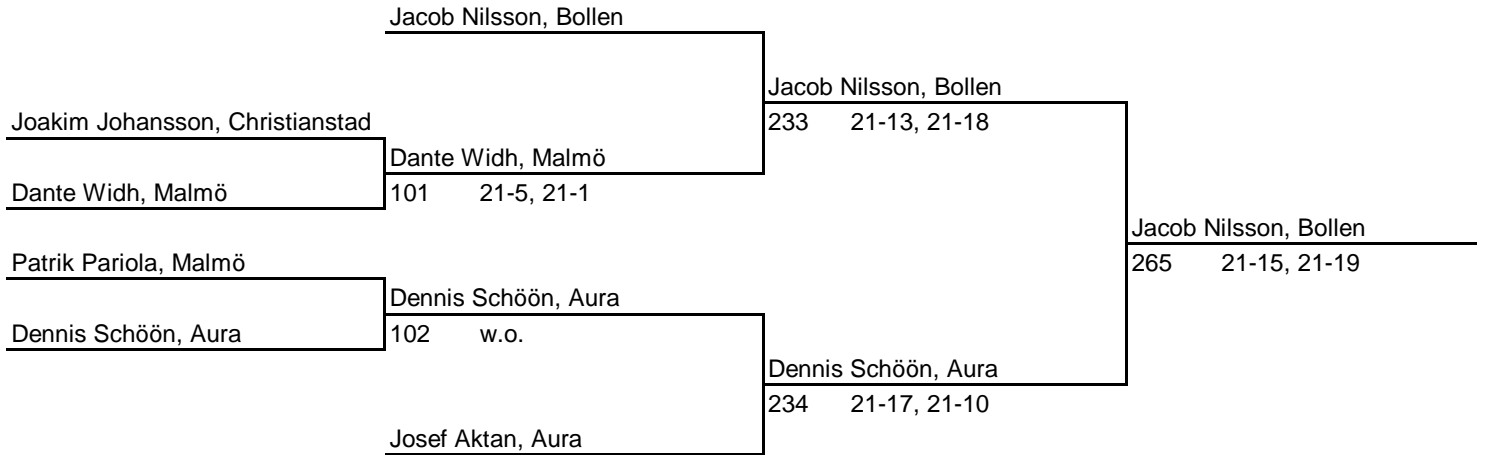 Jacob Nilsson, Bollen
Jacob Nilsson, Bollen
Joakim Johansson, Christianstad
233 21-13, 21-18
Dante Widh, Malmö
Dante Widh, Malmö
101 21-5, 21-1
Jacob Nilsson, Bollen
Patrik Pariola, Malmö
265 21-15, 21-19
Dennis Schöön, Aura
Dennis Schöön, Aura
102 w.o.
Dennis Schöön, Aura
234 21-17, 21-10
Josef Aktan, Aura